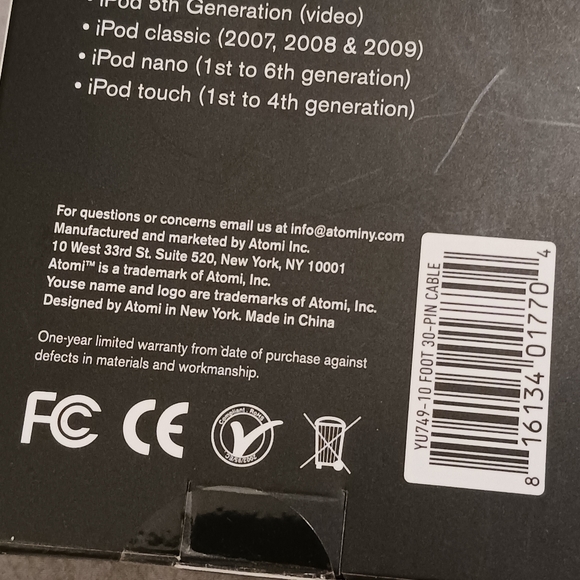 • iPod 5th Generation (video)
• iPod classic (2007, 2008 & 2009)
• iPod nano (1st to 6th generation)
• iPod touch (1st to 4th generation)
For questions or concerns email us at info@atominy.com
Manufactured and marketed by Atomi Inc.
10 West 33rd St. Suite 520, New York, NY 10001
Atomi™ is a trademark of Atomi, Inc.
Youse name and logo are trademarks of Atomi, Inc.
Designed by Atomi in New York. Made in China
One-year limited warranty from date of purchase against
defects in materials and workmanship.
FC CE
Compliant RoHS
YU749-10 FOOT 30-PIN CABLE
8 16134 01770 4